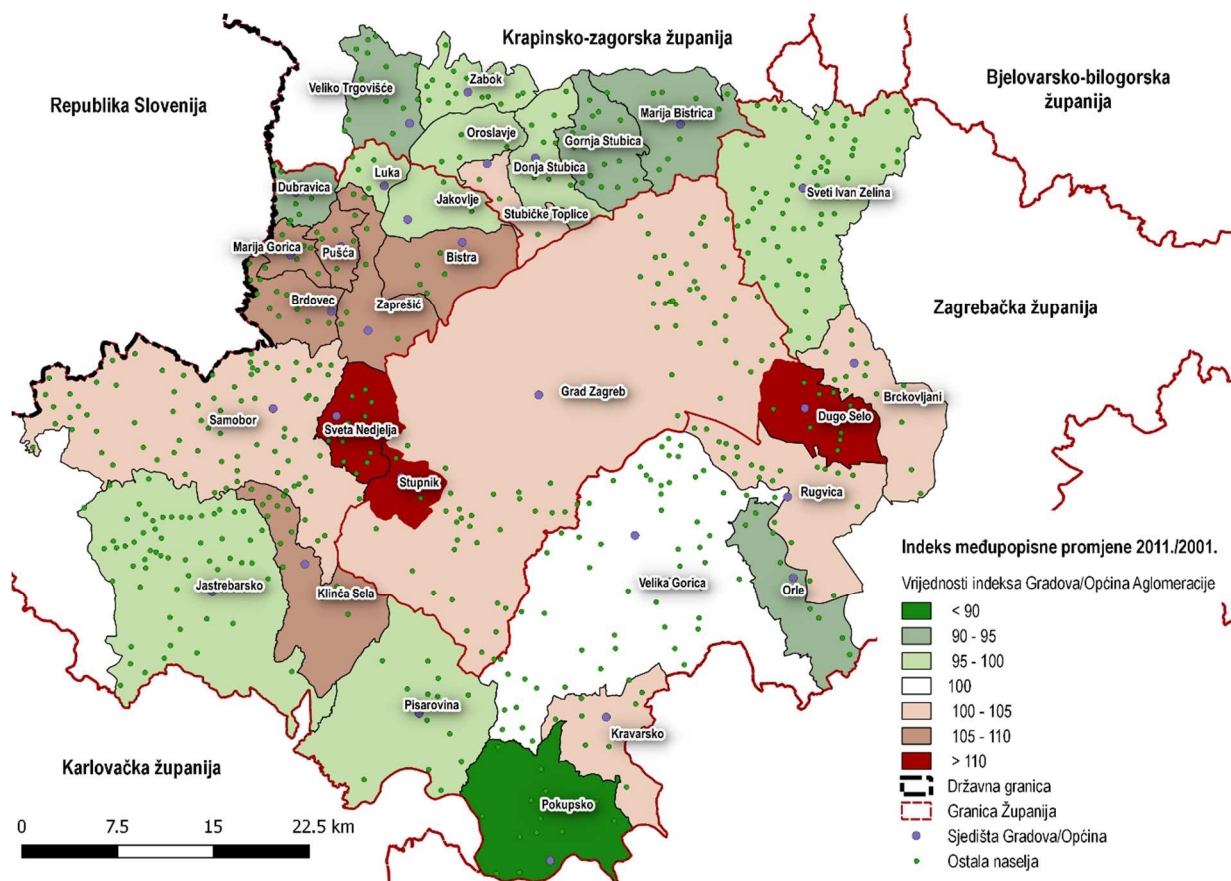 Krapinsko-zagorska županija
Bjelovarsko-bilogorska
županija
Republika Slovenija
Veliko Trgovišće
Zabok
Marija Bistrica
Oroslavje
Gornja Stubica
Donja Stubica
Luka
Dubravica
Jakovlje
Sveti Ivan Zelina
Stubičke Toplice
Marija Gorica
Pušća
Bistra
Brdovec
Zaprešić
Zagrebačka županija
Grad Zagreb
Brckovljani
Samobor
Sveta Nedjelja
Dugo Selo
Stupnik
Rugvica
Jastrebarsko
Klinča Sela
Velika Gorica
Orle
Pisarovina
Kravarsko
Karlovačka županija
Pokupsko
0 7.5 15 22.5 km
Indeks međupopisne promjene 2011./2001.
Vrijednosti indeksa Gradova/Općina Aglomeracije
< 90
90 - 95
95 - 100
100
100 - 105
105 - 110
> 110
Državna granica
Granica Županija
Sjedišta Gradova/Općina
Ostala naselja